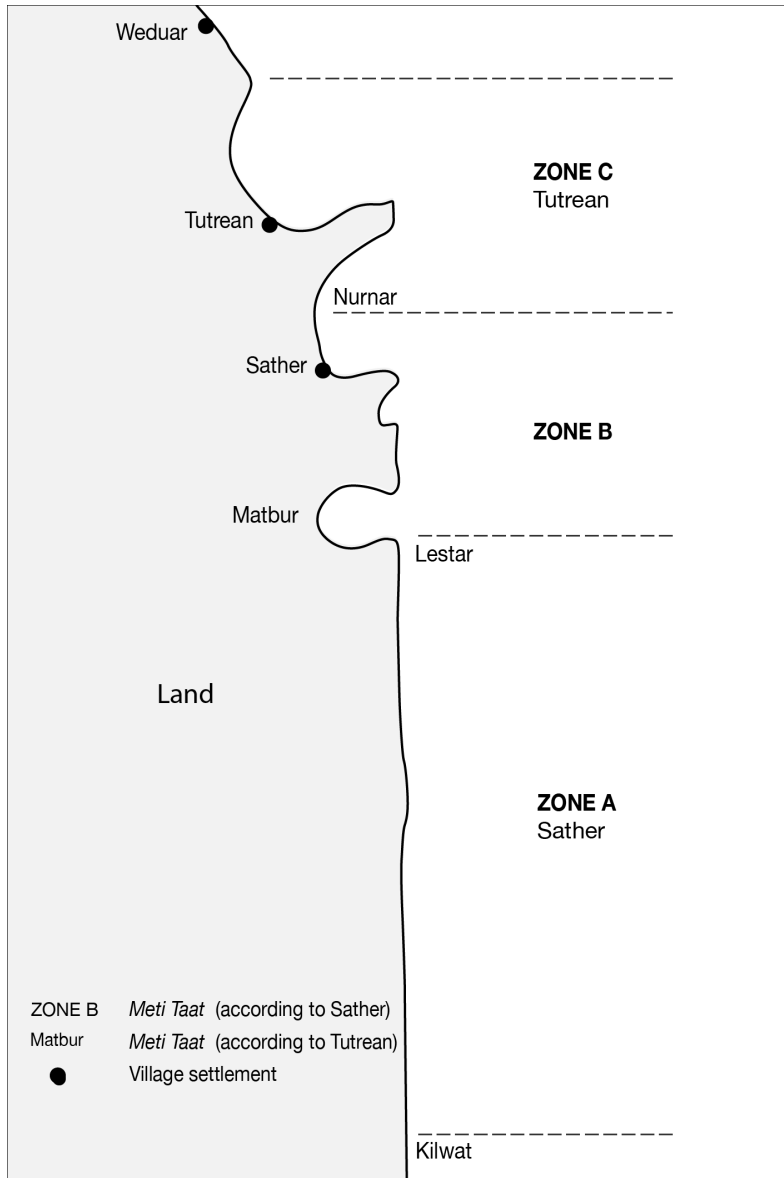 Weduar
ZONE C
Tutrean
Tutrean
Nurnar
Sather
ZONE B
Matbur
Lestar
Land
ZONE A
Sather
ZONE B Meti Taat (according to Sather)
Matbur Meti Taat (according to Tutrean)
Village settlement
Kilwat